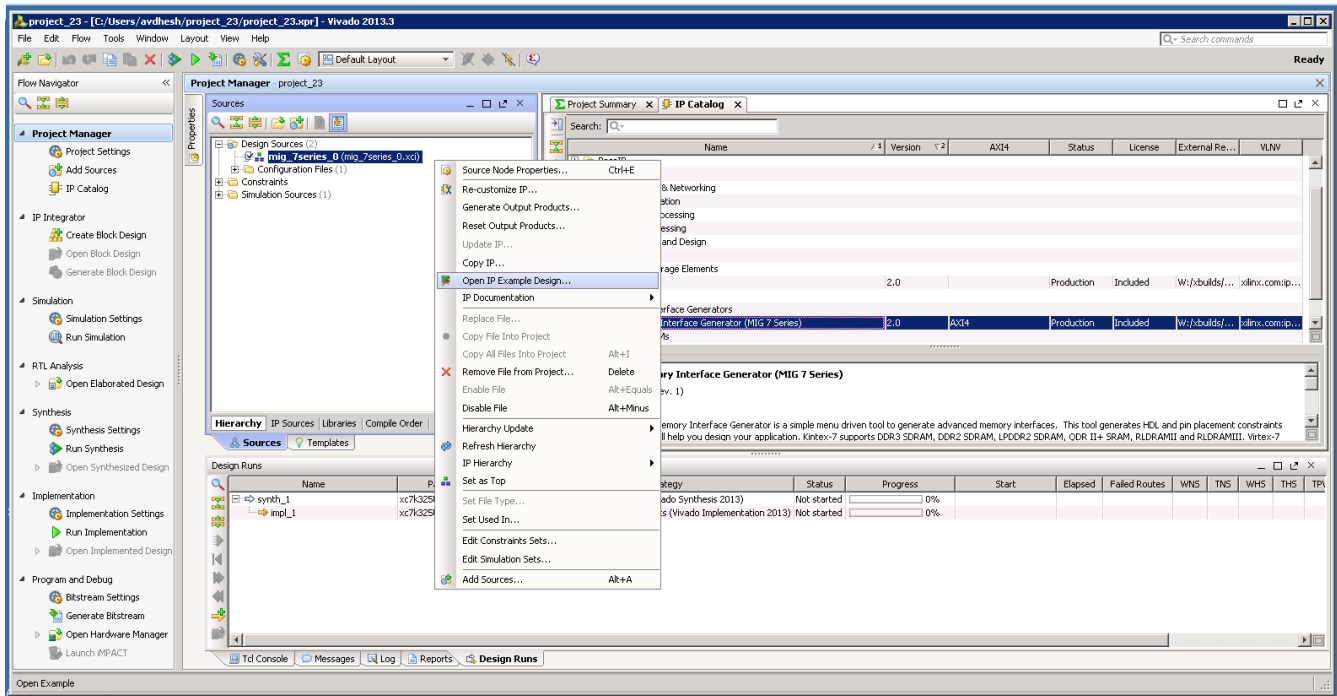 project_23 - [C:/Users/avdhesh/project_23/project_23.xpr] - Vivado 2013.3
File Edit Flow Tools Window Layout View Help
Search commands
Default Layout
Ready
Flow Navigator
Project Manager
Project Settings
Add Sources
IP Catalog
IP Integrator
Create Block Design
Open Block Design
Generate Block Design
Simulation
Simulation Settings
Run Simulation
RTL Analysis
Open Elaborated Design
Synthesis
Synthesis Settings
Run Synthesis
Open Synthesized Design
Implementation
Implementation Settings
Run Implementation
Open Implemented Design
Program and Debug
Bitstream Settings
Generate Bitstream
Open Hardware Manager
Launch iMPACT
Project Manager - project_23
Properties
Sources
Design Sources (2)
mig_7series_0 (mig_7series_0.xci)
Configuration Files (1)
Constraints
Simulation Sources (1)
Hierarchy IP Sources Libraries Compile Order
Sources Templates
Source Node Properties... Ctrl+E
Re-customize IP...
Generate Output Products...
Reset Output Products...
Update IP...
Copy IP...
Open IP Example Design...
IP Documentation
Replace File...
Copy File Into Project
Copy All Files Into Project Alt+I
Remove File from Project... Delete
Enable File Alt+Equals
Disable File Alt+Minus
Hierarchy Update
Refresh Hierarchy
IP Hierarchy
Set as Top
Set File Type...
Set Used In...
Edit Constraints Sets...
Edit Simulation Sets...
Add Sources... Alt+A
Project Summary IP Catalog
Search:
Name 1 Version 2 AXI4 Status License External Re... VLNV
& Networking
and Design
rage Elements
2.0 Production Included W:/xbuilds/... xilinx.com:ip...
rface Generators
Interface Generator (MIG 7 Series) 2.0 AXI4 Production Included W:/xbuilds/... xilinx.com:ip...
ry Interface Generator (MIG 7 Series)
ev. 1)
emory Interface Generator is a simple menu driven tool to generate advanced memory interfaces. This tool generates HDL and pin placement constraints
ll help you design your application. Kintex-7 supports DDR3 SDRAM, DDR2 SDRAM, LPDDR2 SDRAM, QDR II+ SRAM, RLDRAMII and RLDRAMIII. Virtex-7
Design Runs
Name P ategy Status Progress Start Elapsed Failed Routes WNS TNS WHS THS TPV
synth_1 xc7k325 ado Synthesis 2013) Not started 0%
impl_1 xc7k325 s (Vivado Implementation 2013) Not started 0%
Tcl Console Messages Log Reports Design Runs
Open Example